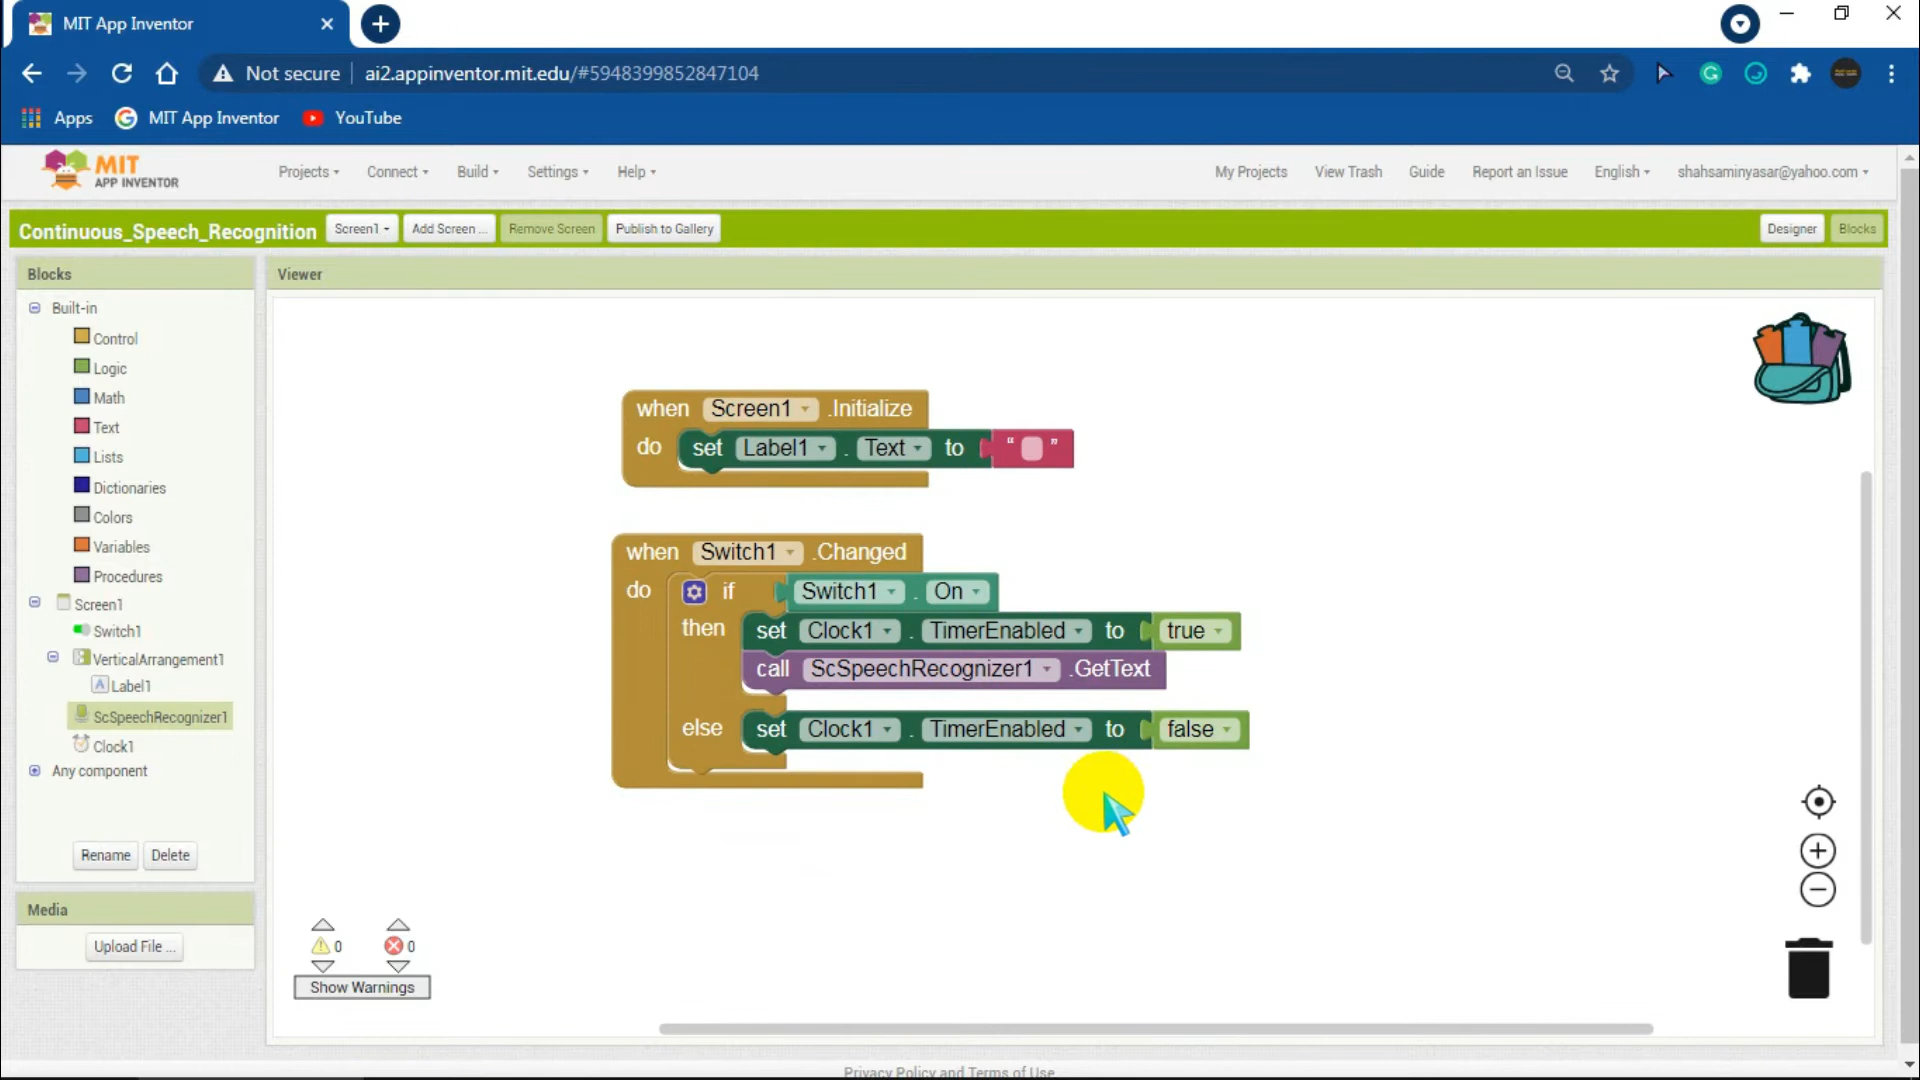 MIT App Inventor
Not secure ai2.appinventor.mit.edu/#5948399852847104
Apps MIT App Inventor YouTube
MIT
APP INVENTOR
Projects Connect Build Settings Help My Projects View Trash Guide Report an Issue English shahsaminyasar@yahoo.com
Continuous_Speech_Recognition Screen1 Add Screen ... Remove Screen Publish to Gallery Designer Blocks
Blocks
Viewer
Built-in
Control
Logic
Math
Text
Lists
Dictionaries
Colors
Variables
Procedures
Screen1
Switch1
VerticalArrangement1
A Label1
ScSpeechRecognizer1
Clock1
Any component
Rename Delete
Media
Upload File ...
when Screen1 .Initialize
do set Label1 . Text to “ ”
when Switch1 .Changed
do if Switch1 . On
then set Clock1 . TimerEnabled to true
call ScSpeechRecognizer1 .GetText
else set Clock1 . TimerEnabled to false
0 0
Show Warnings
Privacy Policy and Terms of Use